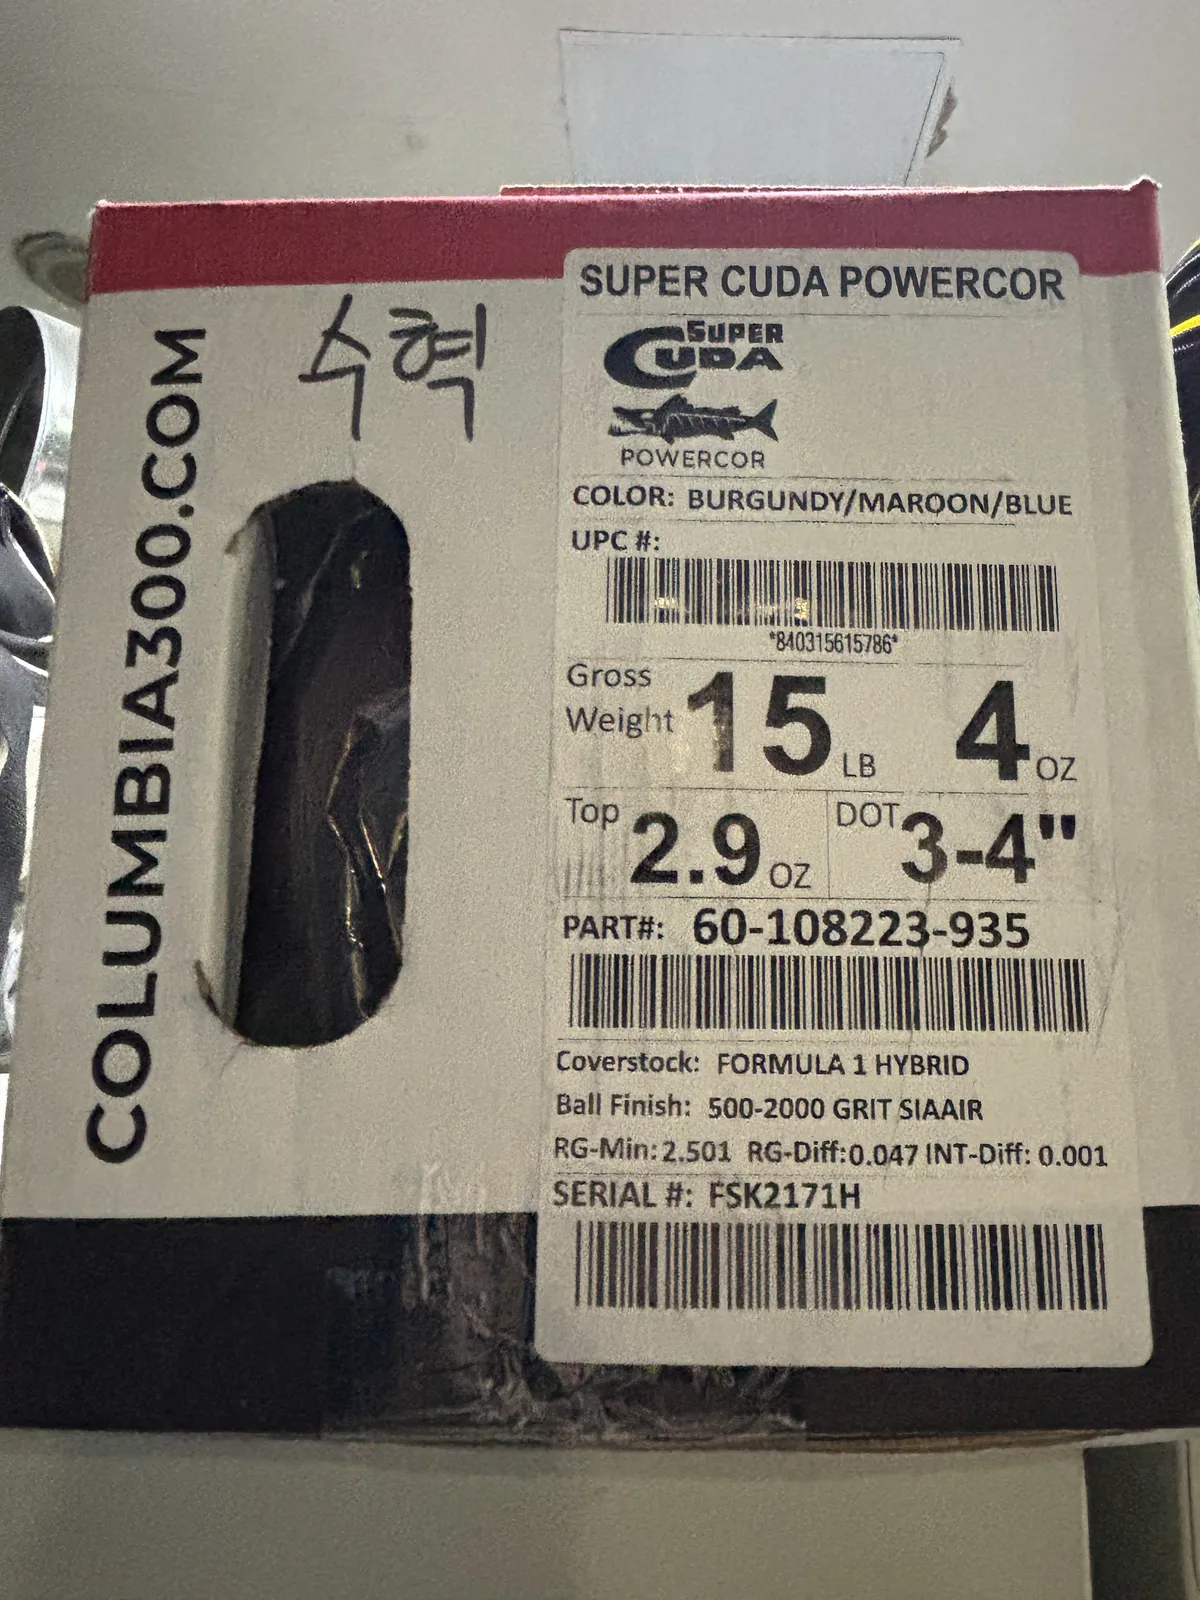 COLUMBIA300.COM
수혁
SUPER CUDA POWERCOR
SUPER
CUDA
POWERCOR
COLOR: BURGUNDY/MAROON/BLUE
UPC #:
*840315615786*
Gross
Weight 15 LB 4 OZ
Top 2.9 OZ DOT 3-4"
PART#: 60-108223-935
Coverstock: FORMULA 1 HYBRID
Ball Finish: 500-2000 GRIT SIAAIR
RG-Min: 2.501 RG-Diff: 0.047 INT-Diff: 0.001
SERIAL #: FSK2171H